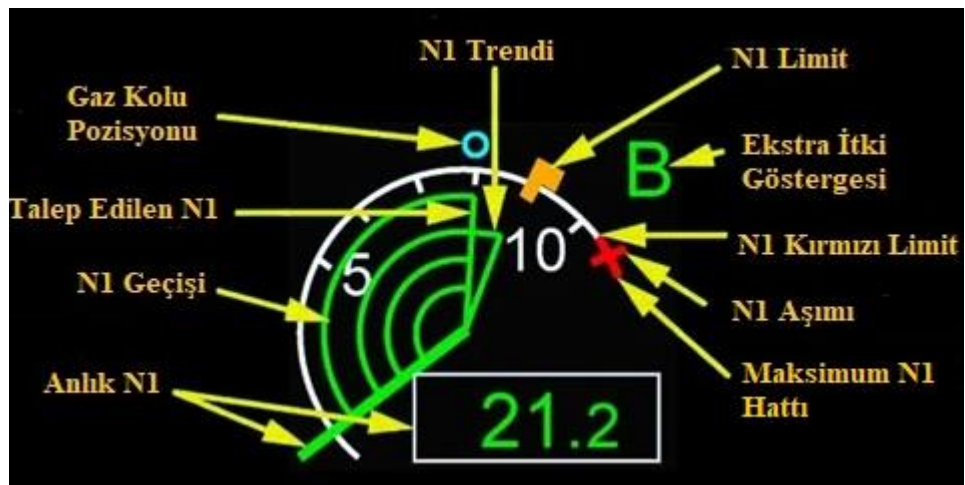 N1 Trendi
N1 Limit
Gaz Kolu
Pozisyonu
B
Ekstra İtki
Göstergesi
Talep Edilen N1
10
N1 Kırmızı Limit
5
N1 Geçişi
N1 Aşımı
Anlık N1
Maksimum N1
Hattı
21.2